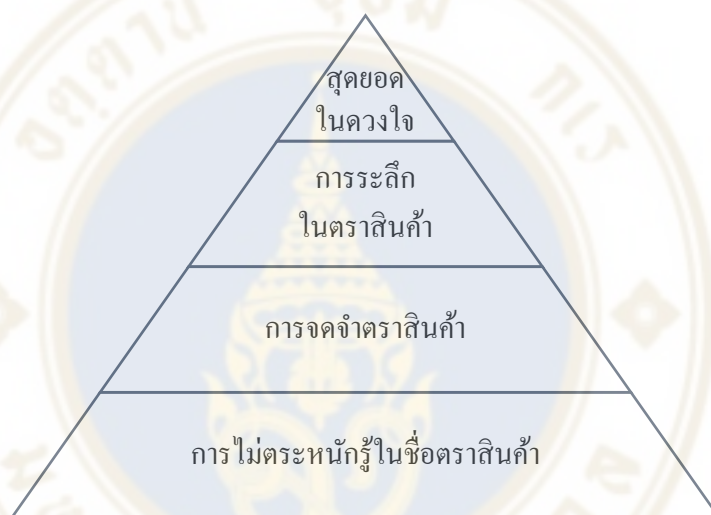 สุดยอด
ในดวงใจ
การระลึก
ในตราสินค้า
การจดจำตราสินค้า
การไม่ตระหนักรู้ในชื่อตราสินค้า